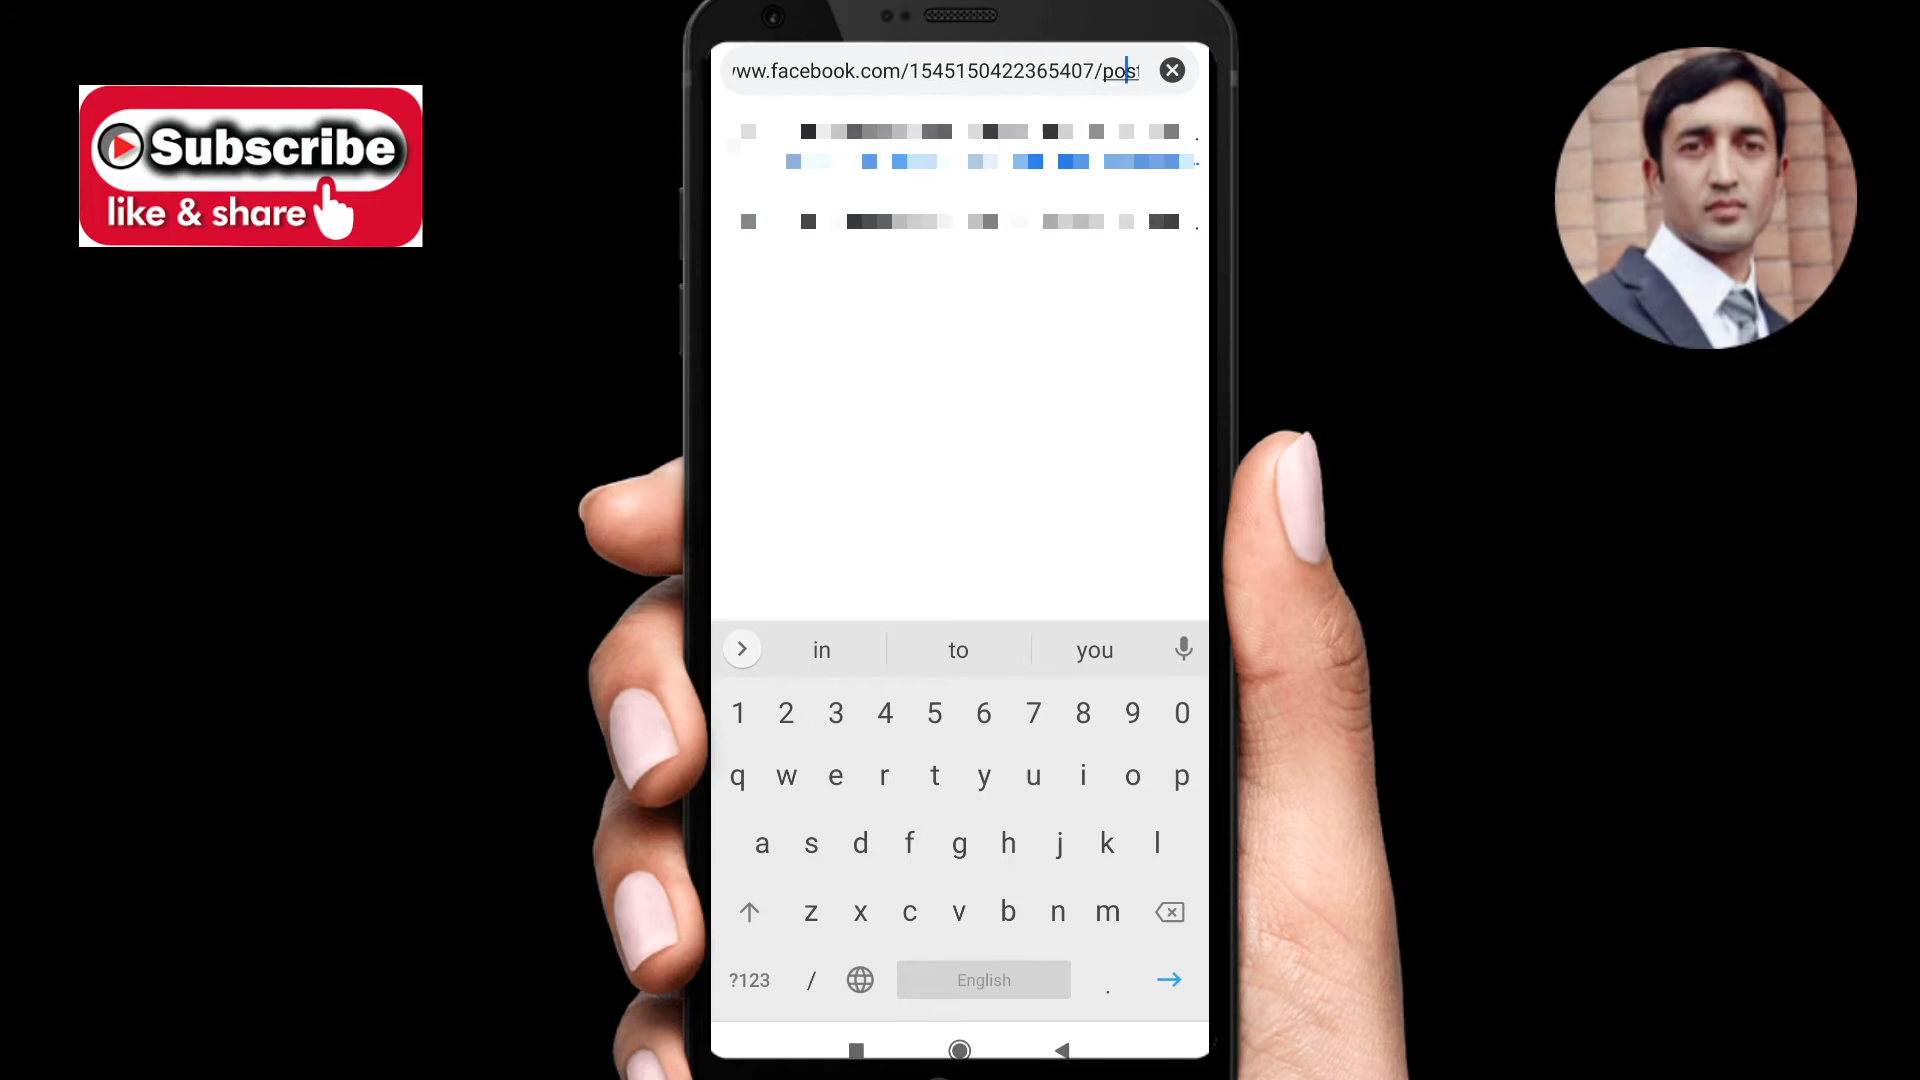 Subscribe
like & share
www.facebook.com/1545150422365407/post
in to you
1 2 3 4 5 6 7 8 9 0
q w e r t y u i o p
a s d f g h j k l
z x c v b n m
?123 / English .